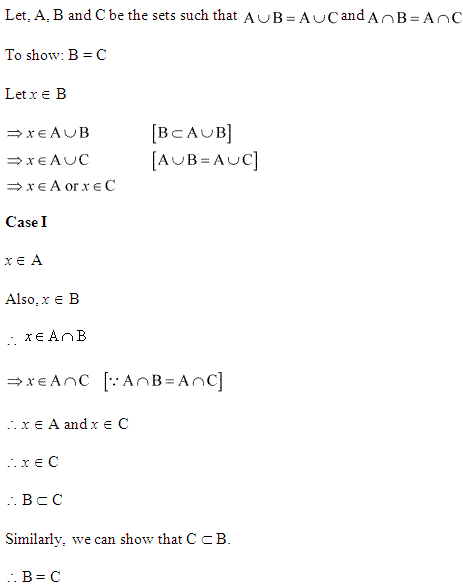 Let, A, B and C be the sets such that A∪B = A∪C and A∩B = A∩C
To show: B = C
Let x ∈ B
⇒ x ∈ A∪B [B ⊂ A∪B]
⇒ x ∈ A∪C [A∪B = A∪C]
⇒ x ∈ A or x ∈ C
Case I
x ∈ A
Also, x ∈ B
∴ x ∈ A∩B
⇒ x ∈ A∩C [∵ A∩B = A∩C]
∴ x ∈ A and x ∈ C
∴ x ∈ C
∴ B ⊂ C
Similarly, we can show that C ⊂ B.
∴ B = C